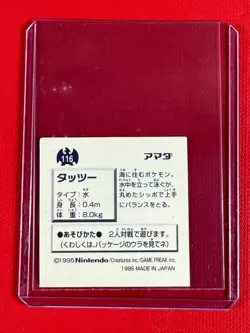 116
アマダ
タッツー
タイプ：水
身　長：0.4m
体　重：8.0kg
海に住むポケモン。
水中を立って泳ぐが、
丸めたシッポで上手
にバランスをとる。
●あそびかた● 2人対戦で遊びます。
(くわしくは、パッケージのウラを見てネ)
©1995 Nintendo/Creatures inc./GAME FREAK inc.
1996 MADE IN JAPAN